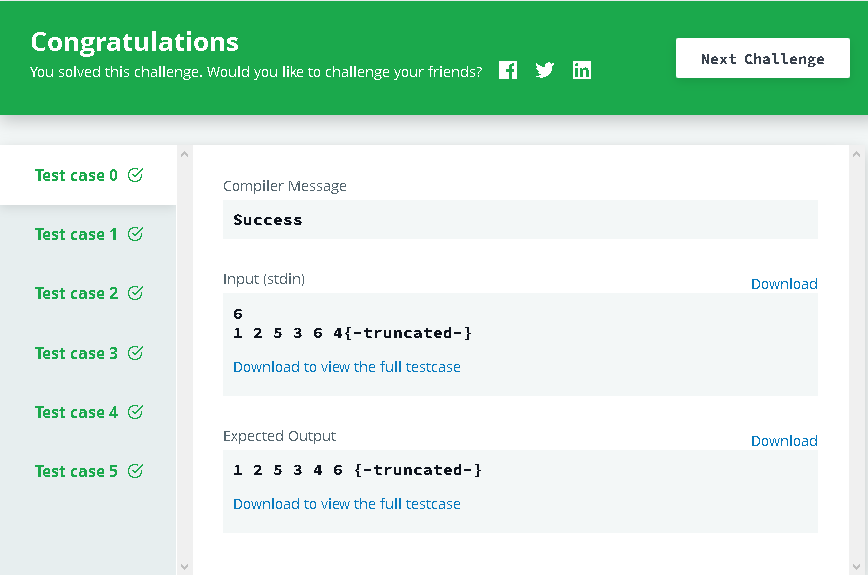 Congratulations
You solved this challenge. Would you like to challenge your friends?
Next Challenge
Test case 0
Test case 1
Test case 2
Test case 3
Test case 4
Test case 5
Compiler Message
Success
Input (stdin)
Download
6
1 2 5 3 6 4{-truncated-}
Download to view the full testcase
Expected Output
Download
1 2 5 3 4 6 {-truncated-}
Download to view the full testcase